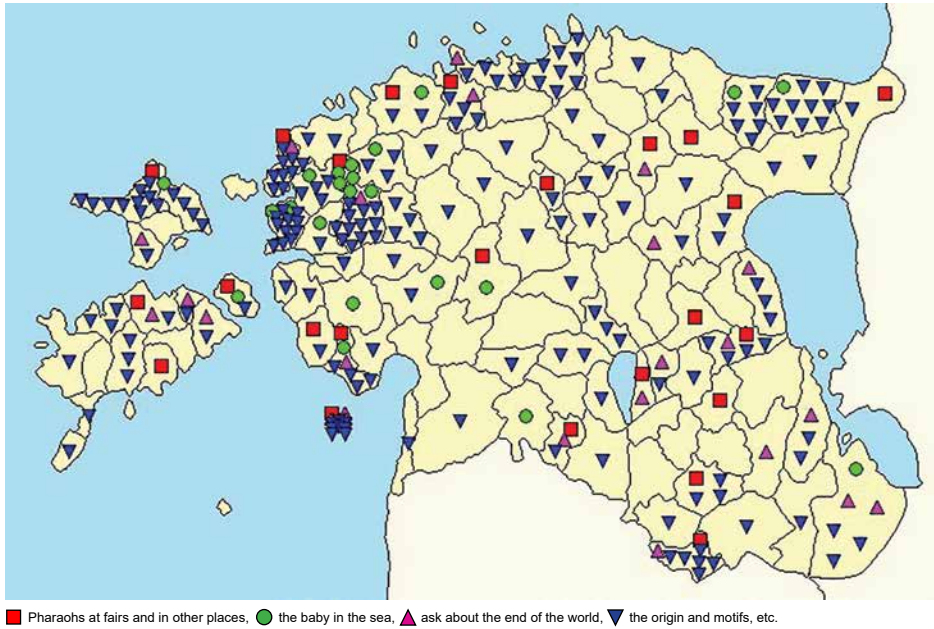 Pharaohs at fairs and in other places, the baby in the sea, ask about the end of the world, the origin and motifs, etc.